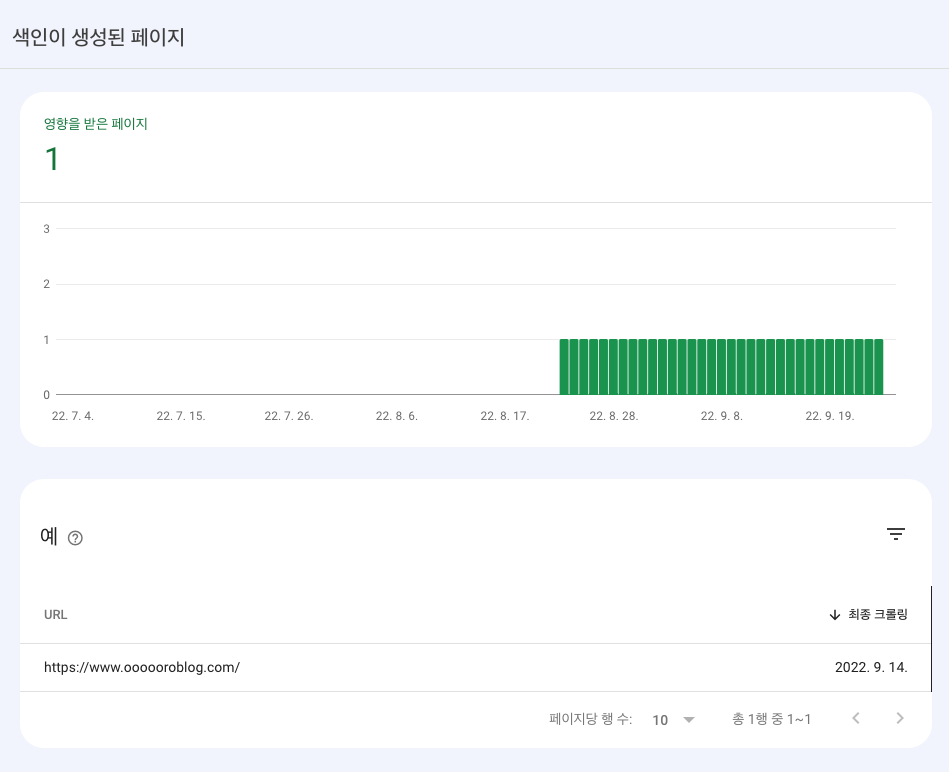 색인이 생성된 페이지
영향을 받은 페이지
1
3
2
1
0
22. 7. 4. 22. 7. 15. 22. 7. 26. 22. 8. 6. 22. 8. 17. 22. 8. 28. 22. 9. 8. 22. 9. 19.
예 ?
URL 최종 크롤링
https://www.oooooroblog.com/ 2022. 9. 14.
페이지당 행 수: 10 총 1행 중 1~1